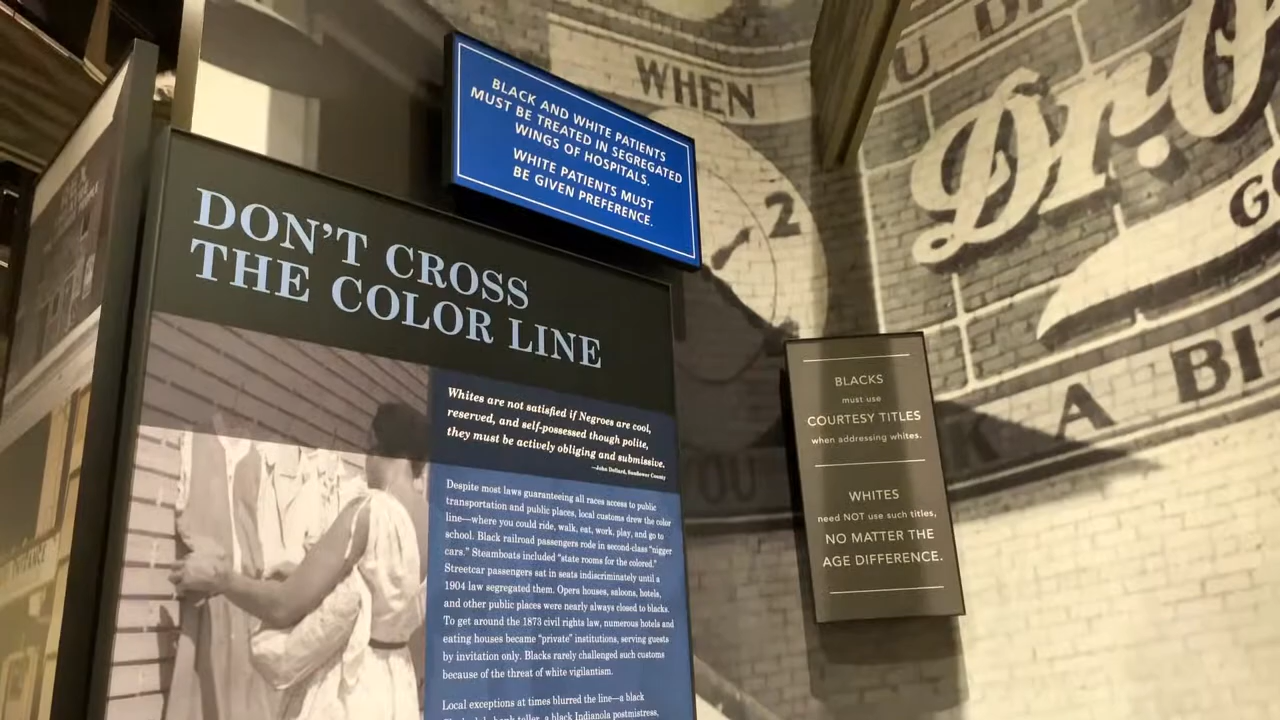 BLACK AND WHITE PATIENTS
MUST BE TREATED IN SEGREGATED
WINGS OF HOSPITALS.
WHITE PATIENTS MUST
BE GIVEN PREFERENCE.
DON'T CROSS
THE COLOR LINE
Whites are not satisfied if Negroes are cool,
reserved, and self-possessed though polite,
they must be actively obliging and submissive.
—John Dollard, Sunflower County
Despite most laws guaranteeing all races access to public
transportation and public places, local customs drew the color
line—where you could ride, walk, eat, work, play, and go to
school. Black railroad passengers rode in second-class "nigger
cars." Steamboats included "state rooms for the colored."
Streetcar passengers sat in seats indiscriminately until a
1904 law segregated them. Opera houses, saloons, hotels,
and other public places were nearly always closed to blacks.
To get around the 1873 civil rights law, numerous hotels and
eating houses became "private" institutions, serving guests
by invitation only. Blacks rarely challenged such customs
because of the threat of white vigilantism.
Local exceptions at times blurred the line—a black
bank teller, a black Indianola postmistress,
BLACKS
must use
COURTESY TITLES
when addressing whites.
WHITES
need NOT use such titles,
NO MATTER THE
AGE DIFFERENCE.
WHEN
2
Dr.
A BI
YOU